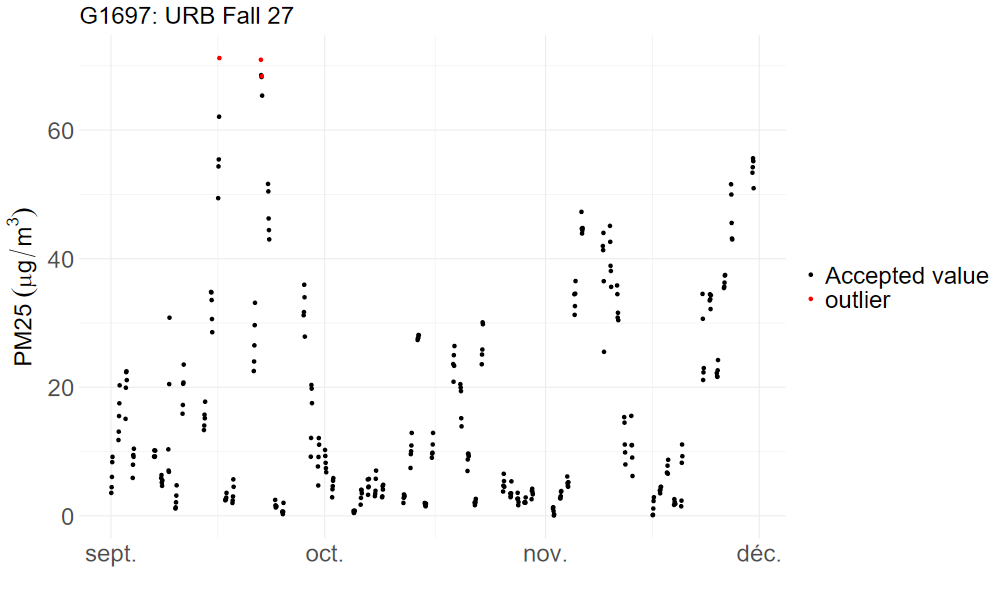 G1697: URB Fall 27
PM25 (μg/m³)
60
40
20
0
sept.
oct.
nov.
déc.
Accepted value
outlier